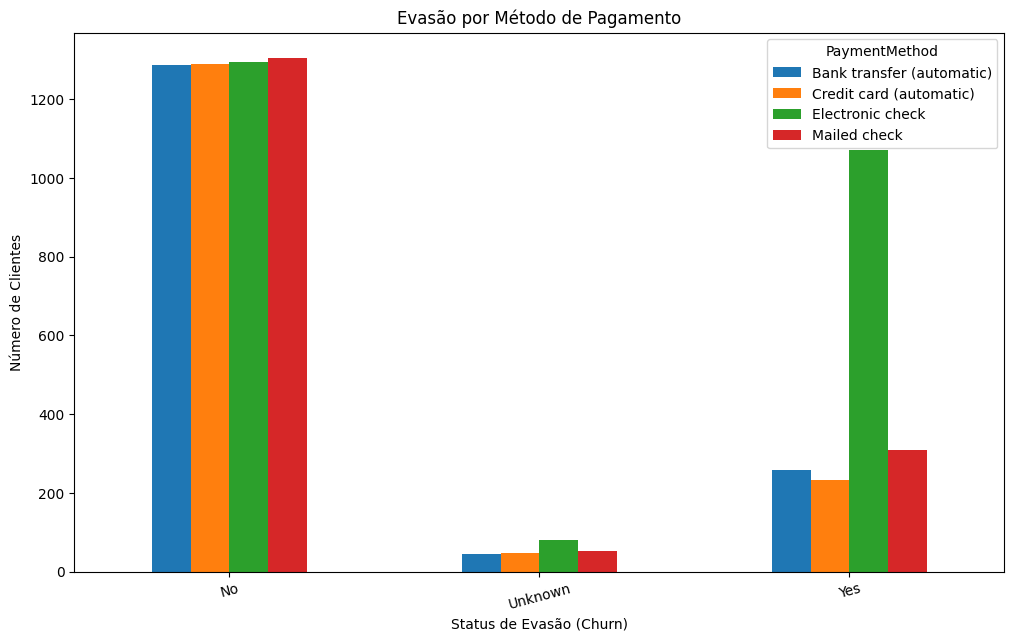 Evasão por Método de Pagamento
PaymentMethod
Bank transfer (automatic)
Credit card (automatic)
Electronic check
Mailed check
Número de Clientes
1200
1000
800
600
400
200
0
No
Unknown
Yes
Status de Evasão (Churn)